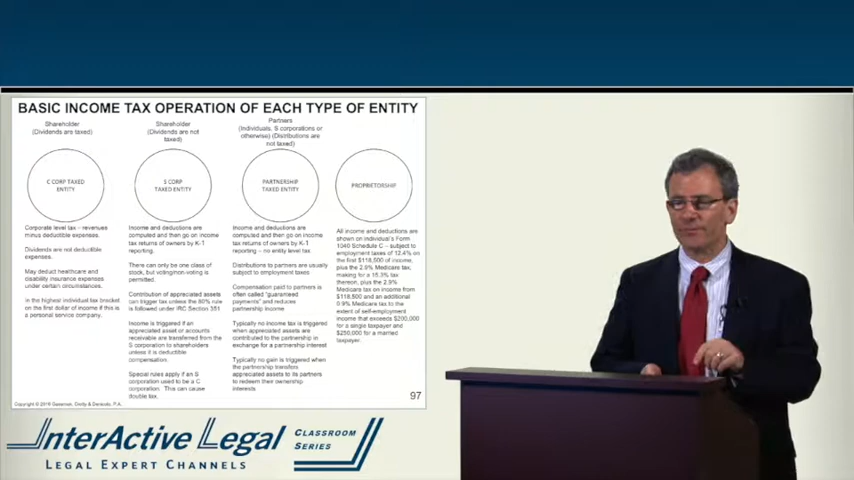 BASIC INCOME TAX OPERATION OF EACH TYPE OF ENTITY
Shareholder
(Dividends are taxed)
C CORP TAXED
ENTITY
Corporate level tax – revenues
minus deductible expenses.
Dividends are not deductible
expenses.
May deduct healthcare and
disability insurance expenses
under certain circumstances.
in the highest individual tax bracket
on the first dollar of income if this is
a personal service company.
Shareholder
(Dividends are not
taxed)
S CORP
TAXED ENTITY
Income and deductions are
computed and then go on income
tax returns of owners by K-1
reporting.
There can only be one class of
stock, but voting/non-voting is
permitted.
Contribution of appreciated assets
can trigger tax unless the 80% rule
is followed under IRC Section 351
Income is triggered if an
appreciated asset or accounts
receivable are transferred from the
S corporation to shareholders
unless it is deductible
compensation.
Special rules apply if an S
corporation used to be a C
corporation. This can cause
double tax.
Partners
(Individuals, S corporations or
otherwise) (Distributions are
not taxed)
PARTNERSHIP
TAXED ENTITY
Income and deductions are
computed and then go on income
tax returns of owners by K-1
reporting – no entity level tax.
Distributions to partners are usually
subject to employment taxes
Compensation paid to partners is
often called "guaranteed
payments" and reduces
partnership income
Typically no income tax is triggered
when appreciated assets are
contributed to the partnership in
exchange for a partnership interest
Typically no gain is triggered when
the partnership transfers
appreciated assets to its partners
to redeem their ownership
interests.
PROPRIETORSHIP
All income and deductions are
shown on individual's Form
1040 Schedule C – subject to
employment taxes of 12.4% on
the first $118,500 of income,
plus the 2.9% Medicare tax,
making for a 15.3% tax
thereon, plus the 2.9%
Medicare tax on income from
$118,500 and an additional
0.9% Medicare tax to the
extent of self-employment
income that exceeds $200,000
for a single taxpayer and
$250,000 for a married
taxpayer.
97
InterActive Legal
CLASSROOM
SERIES
LEGAL EXPERT CHANNELS